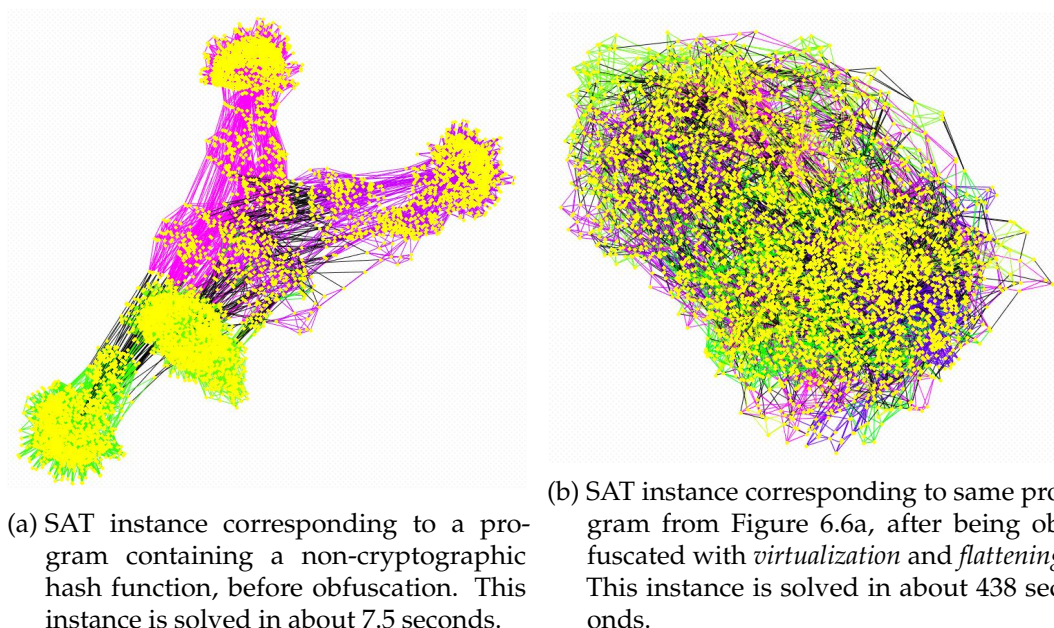 (a) SAT instance corresponding to a pro-
gram containing a non-cryptographic
hash function, before obfuscation. This
instance is solved in about 7.5 seconds.
(b) SAT instance corresponding to same pro
gram from Figure 6.6a, after being ob
fuscated with virtualization and flattening
This instance is solved in about 438 sec
onds.